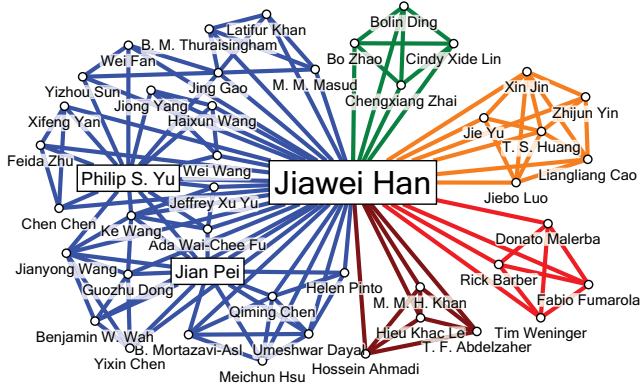 Bolin Ding
Latifur Khan
B. M. Thuraisingham
Bo Zhao
Cindy Xide Lin
Wei Fan
Xin Jin
Yizhou Sun
Jing Gao
M. M. Masud
Chengxiang Zhai
Jiong Yang
Zhijun Yin
Xifeng Yan
Haixun Wang
Jie Yu
T. S. Huang
Feida Zhu
Wei Wang
Liangliang Cao
Philip S. Yu
Jiawei Han
Jiebo Luo
Jeffrey Xu Yu
Chen Chen
Ke Wang
Donato Malerba
Ada Wai-Chee Fu
Jianyong Wang
Jian Pei
Rick Barber
Guozhu Dong
Helen Pinto
M. M. H. Khan
Fabio Fumarola
Qiming Chen
Benjamin W. Wah
Hieu Khac Le
Tim Weninger
B. Mortazavi-Asl
Umeshwar Dayal
T. F. Abdelzaher
Yixin Chen
Meichun Hsu
Hossein Ahmadi